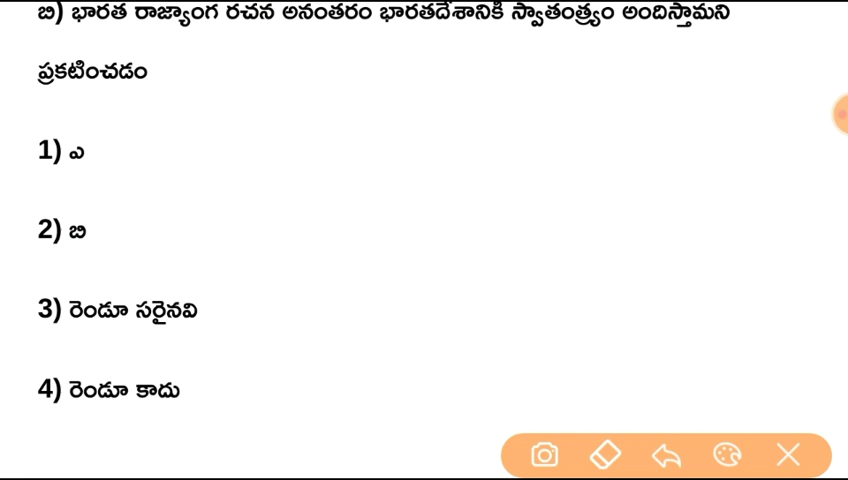 బి) భారత రాజ్యాంగ రచన అనంతరం భారతదేశానికి స్వాతంత్ర్యం అందిస్తామని
ప్రకటించడం
1) ఎ
2) బి
3) రెండూ సరైనవి
4) రెండూ కాదు